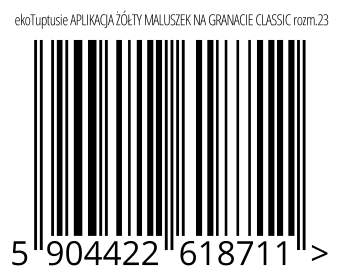 ekoTuptusie APLIKACJA ŻÓŁTY MALUSZEK NA GRANACIE CLASSIC rozm.23
5 904422 618711 >